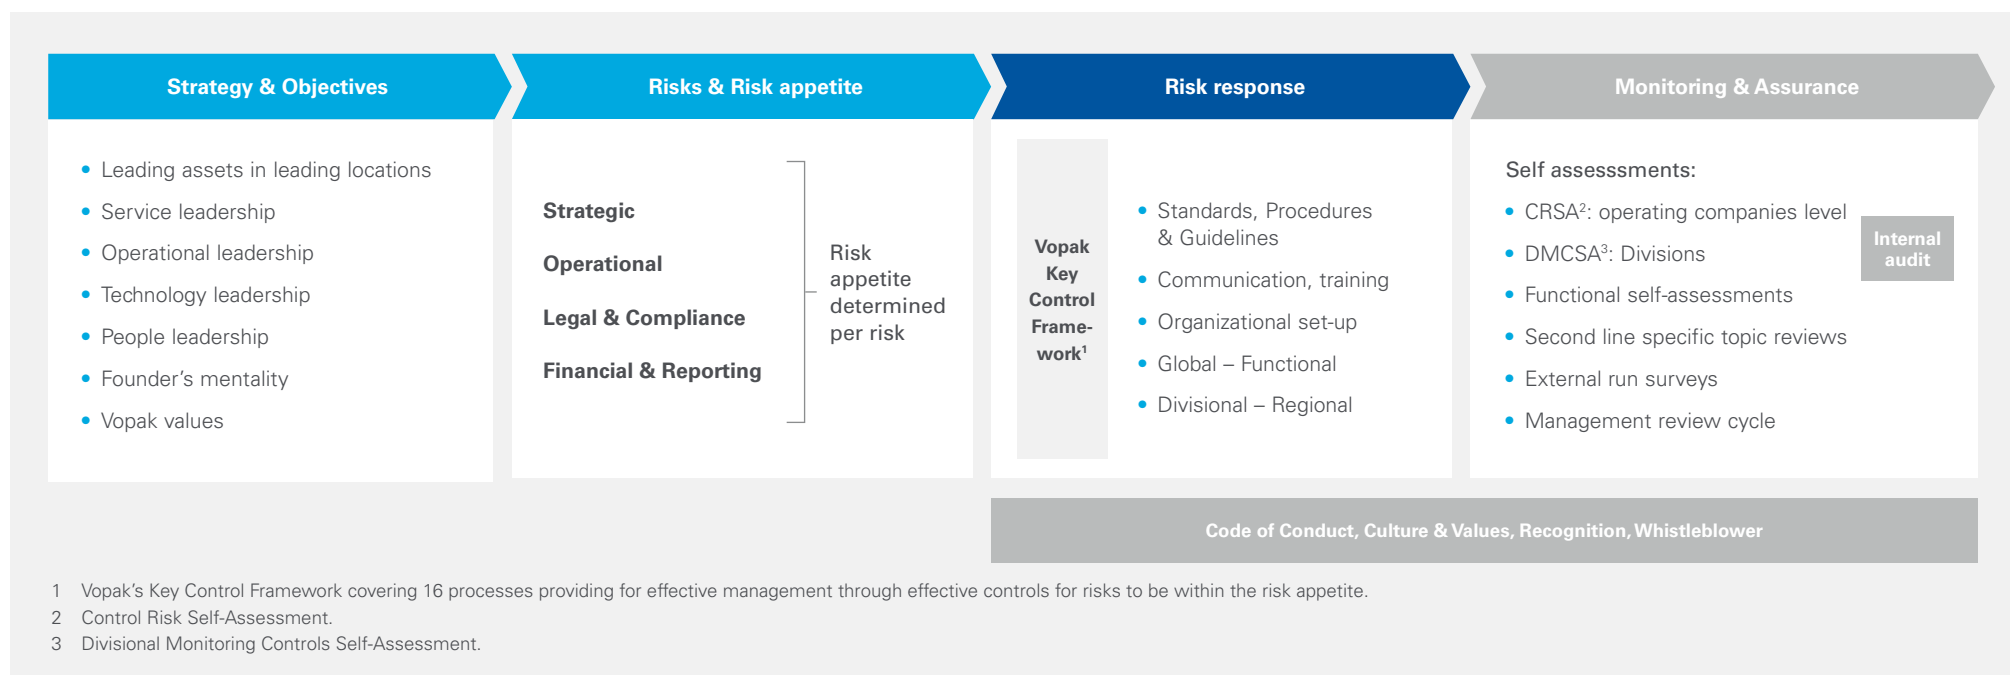 Strategy & Objectives
Risks & Risk appetite
Risk response
Monitoring & Assurance
• Leading assets in leading locations
• Service leadership
• Operational leadership
• Technology leadership
• People leadership
• Founder’s mentality
• Vopak values
Strategic
Operational
Legal & Compliance
Financial & Reporting
Risk
appetite
determined
per risk
Vopak
Key
Control
Frame-
work¹
• Standards, Procedures
& Guidelines
• Communication, training
• Organizational set-up
• Global – Functional
• Divisional – Regional
Self assesssments:
• CRSA²: operating companies level
• DMCSA³: Divisions
• Functional self-assessments
• Second line specific topic reviews
• External run surveys
• Management review cycle
Internal
audit
Code of Conduct, Culture & Values, Recognition, Whistleblower
1 Vopak’s Key Control Framework covering 16 processes providing for effective management through effective controls for risks to be within the risk appetite.
2 Control Risk Self-Assessment.
3 Divisional Monitoring Controls Self-Assessment.